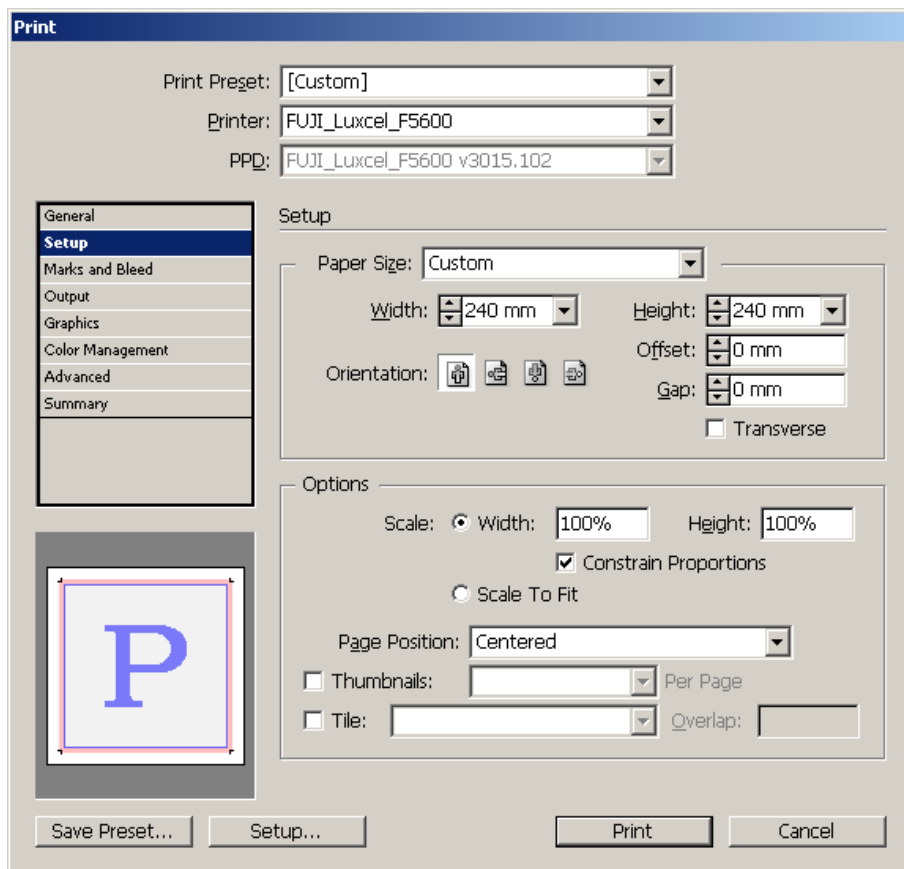 Print
Print Preset: [Custom]
Printer: FUJI_Luxcel_F5600
PPD: FUJI_Luxcel_F5600 v3015.102
General
Setup
Marks and Bleed
Output
Graphics
Color Management
Advanced
Summary
Setup
Paper Size: Custom
Width: 240 mm Height: 240 mm
Offset: 0 mm
Orientation:
Gap: 0 mm
Transverse
Options
Scale: Width: 100% Height: 100%
Constrain Proportions
Scale To Fit
Page Position: Centered
Thumbnails: Per Page
Tile: Overlap:
P
Save Preset... Setup... Print Cancel